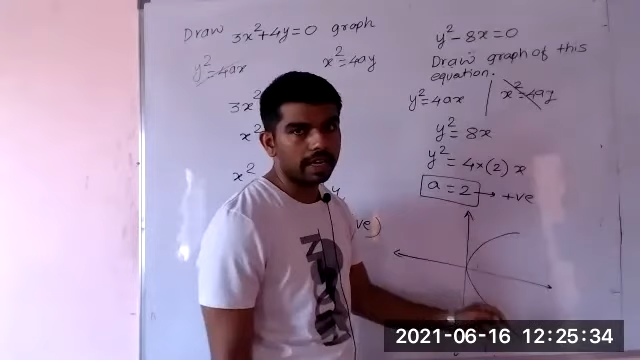 Draw 3x²+4y=0 graph
y²=4ax
x²=4ay
3x²
x²
x²
y
ve)
y²-8x=0
Draw graph of this
equation.
y²=4ax | x²=4ay
y²=8x
y²=4×(2)x
a=2 → +ve
2021-06-16 12:25:34